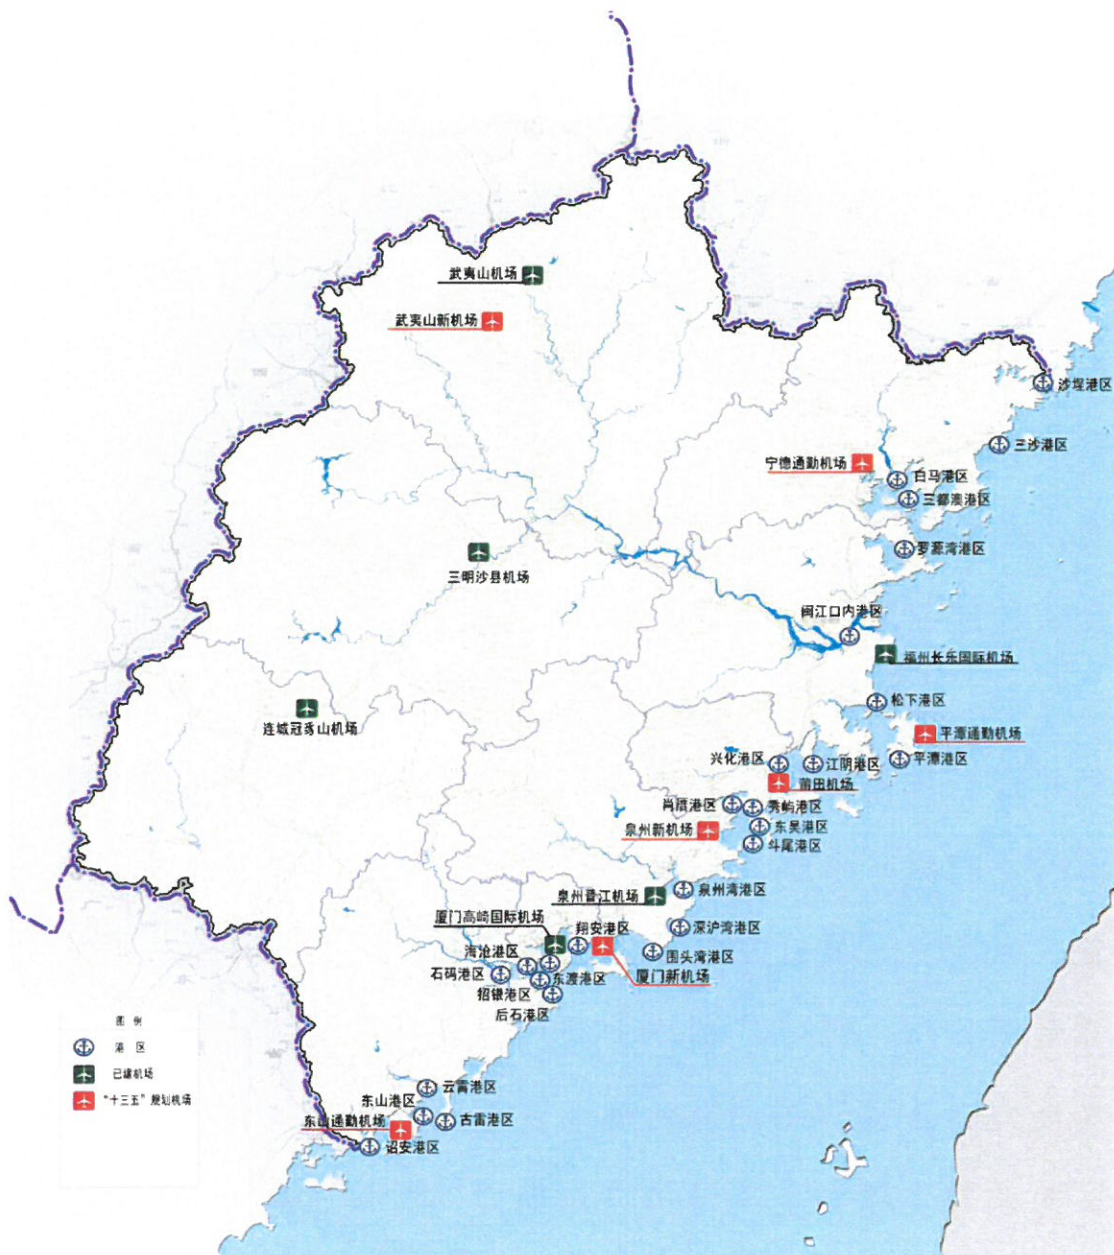 武夷山机场
武夷山新机场
沙埕港区
三沙港区
宁德通勤机场
白马港区
三都澳港区
罗源湾港区
三明沙县机场
闽江口内港区
福州长乐国际机场
松下港区
连城冠豸山机场
平潭通勤机场
兴化港区
江阴港区
平潭港区
莆田机场
肖厝港区
秀屿港区
泉州新机场
东吴港区
斗尾港区
泉州晋江机场
泉州湾港区
厦门高崎国际机场
翔安港区
深沪湾港区
围头湾港区
海沧港区
石码港区
东渡港区
厦门新机场
招银港区
后石港区
图 例
港 区
已建机场
“十三五”规划机场
云霄港区
东山港区
东山通勤机场
古雷港区
诏安港区